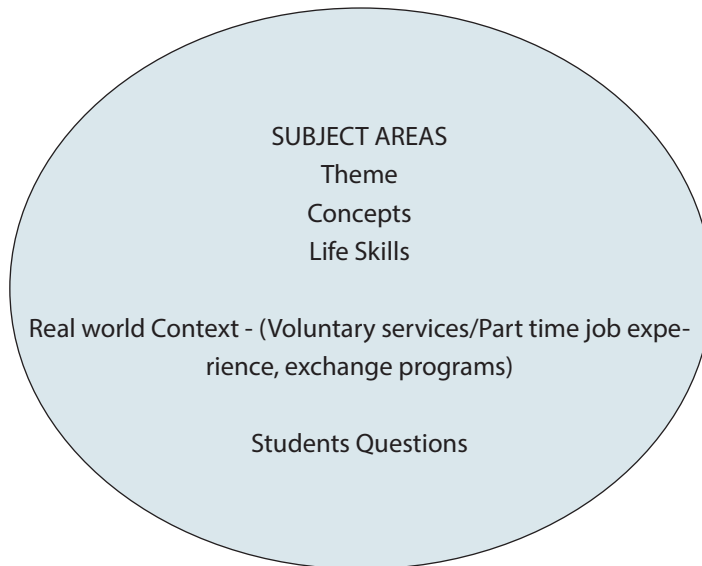 SUBJECT AREAS
Theme
Concepts
Life Skills
Real world Context - (Voluntary services/Part time job expe-
rience, exchange programs)
Students Questions